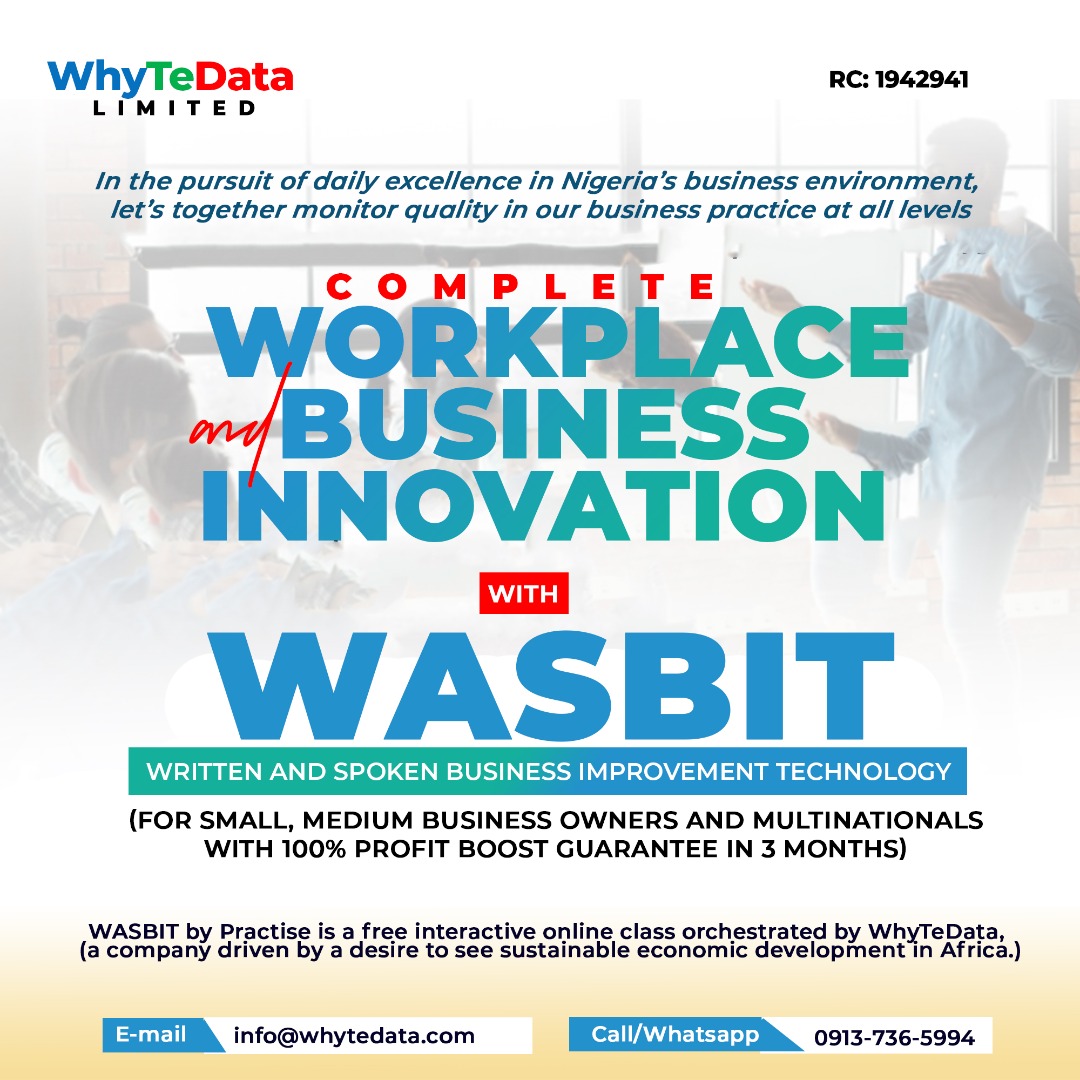 WhyTeData
LIMITED
RC: 1942941
In the pursuit of daily excellence in Nigeria's business environment,
let's together monitor quality in our business practice at all levels
COMPLETE
WORKPLACE
and BUSINESS
INNOVATION
WITH
WASBIT
WRITTEN AND SPOKEN BUSINESS IMPROVEMENT TECHNOLOGY
(FOR SMALL, MEDIUM BUSINESS OWNERS AND MULTINATIONALS
WITH 100% PROFIT BOOST GUARANTEE IN 3 MONTHS)
WASBIT by Practise is a free interactive online class orchestrated by WhyTeData,
(a company driven by a desire to see sustainable economic development in Africa.)
E-mail info@whytedata.com
Call/Whatsapp 0913-736-5994